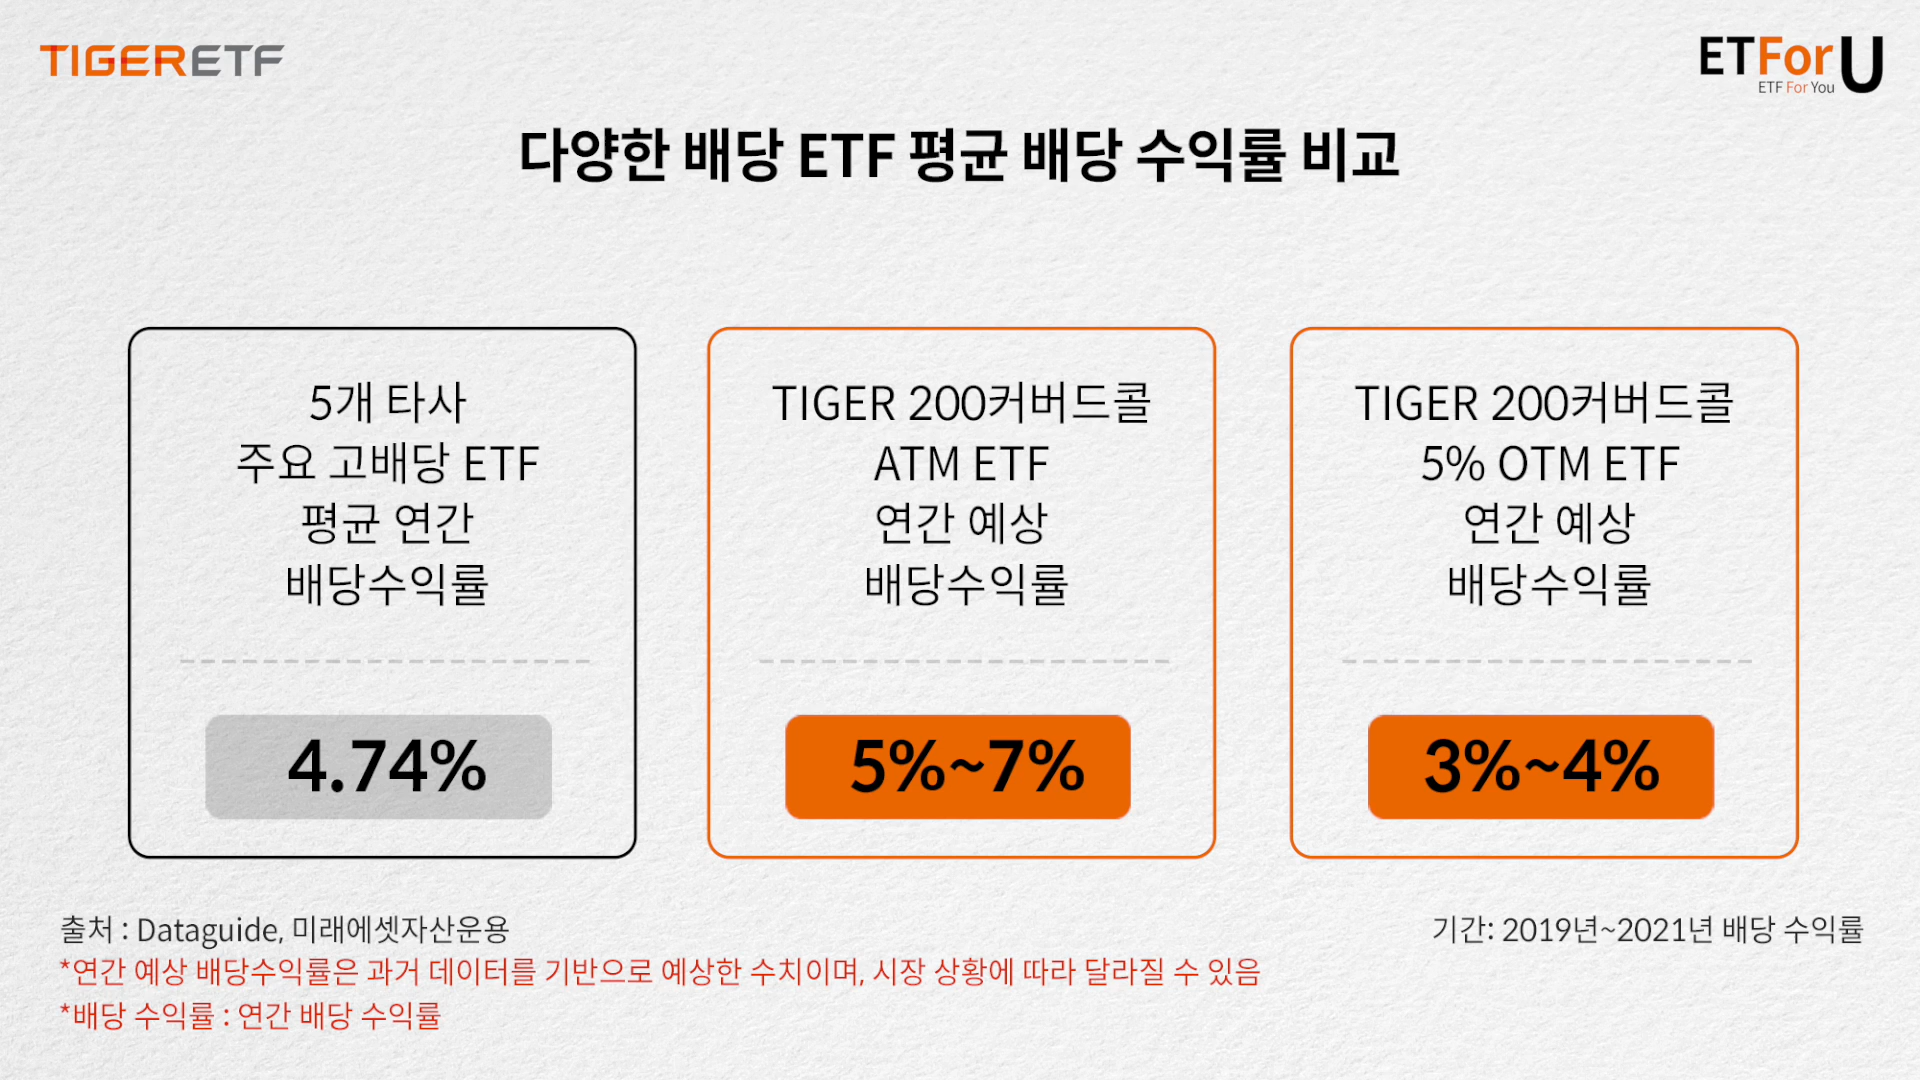 TIGERETF
ETForU
ETF For You
다양한 배당 ETF 평균 배당 수익률 비교
5개 타사
주요 고배당 ETF
평균 연간
배당수익률
4.74%
TIGER 200커버드콜
ATM ETF
연간 예상
배당수익률
5%~7%
TIGER 200커버드콜
5% OTM ETF
연간 예상
배당수익률
3%~4%
출처 : Dataguide, 미래에셋자산운용
기간: 2019년~2021년 배당 수익률
*연간 예상 배당수익률은 과거 데이터를 기반으로 예상한 수치이며, 시장 상황에 따라 달라질 수 있음
*배당 수익률 : 연간 배당 수익률